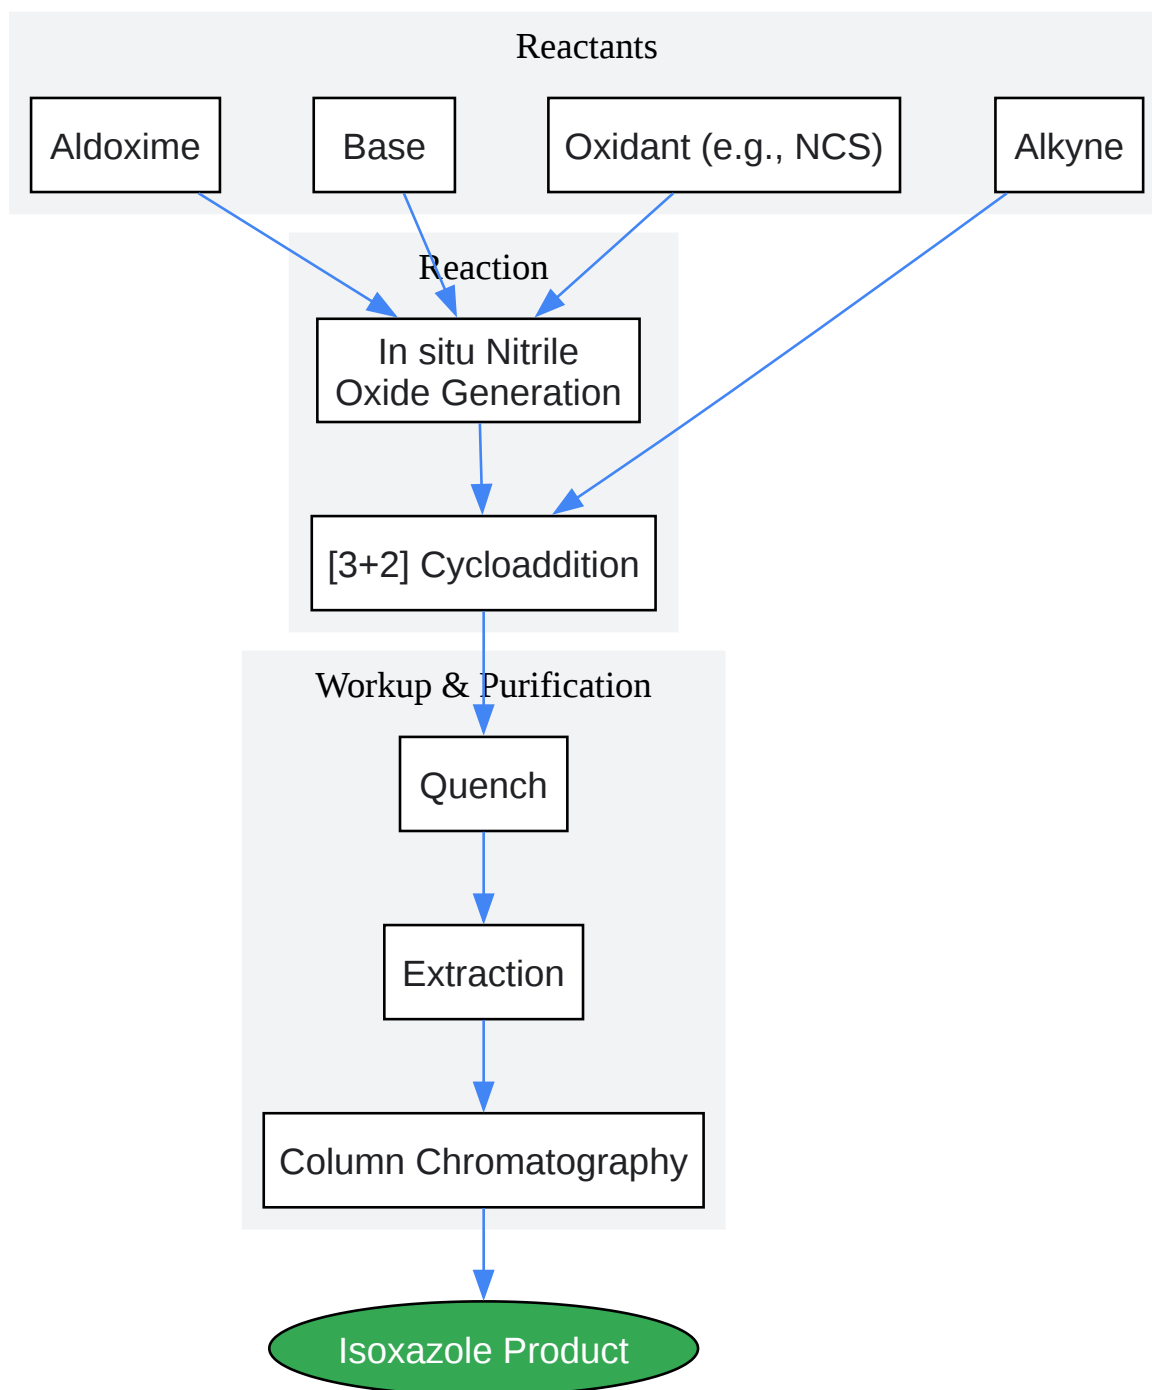 Reactants
Aldoxime
Base
Oxidant (e.g., NCS)
Alkyne
Reaction
In situ Nitrile
Oxide Generation
[3+2] Cycloaddition
Workup & Purification
Quench
Extraction
Column Chromatography
Isoxazole Product